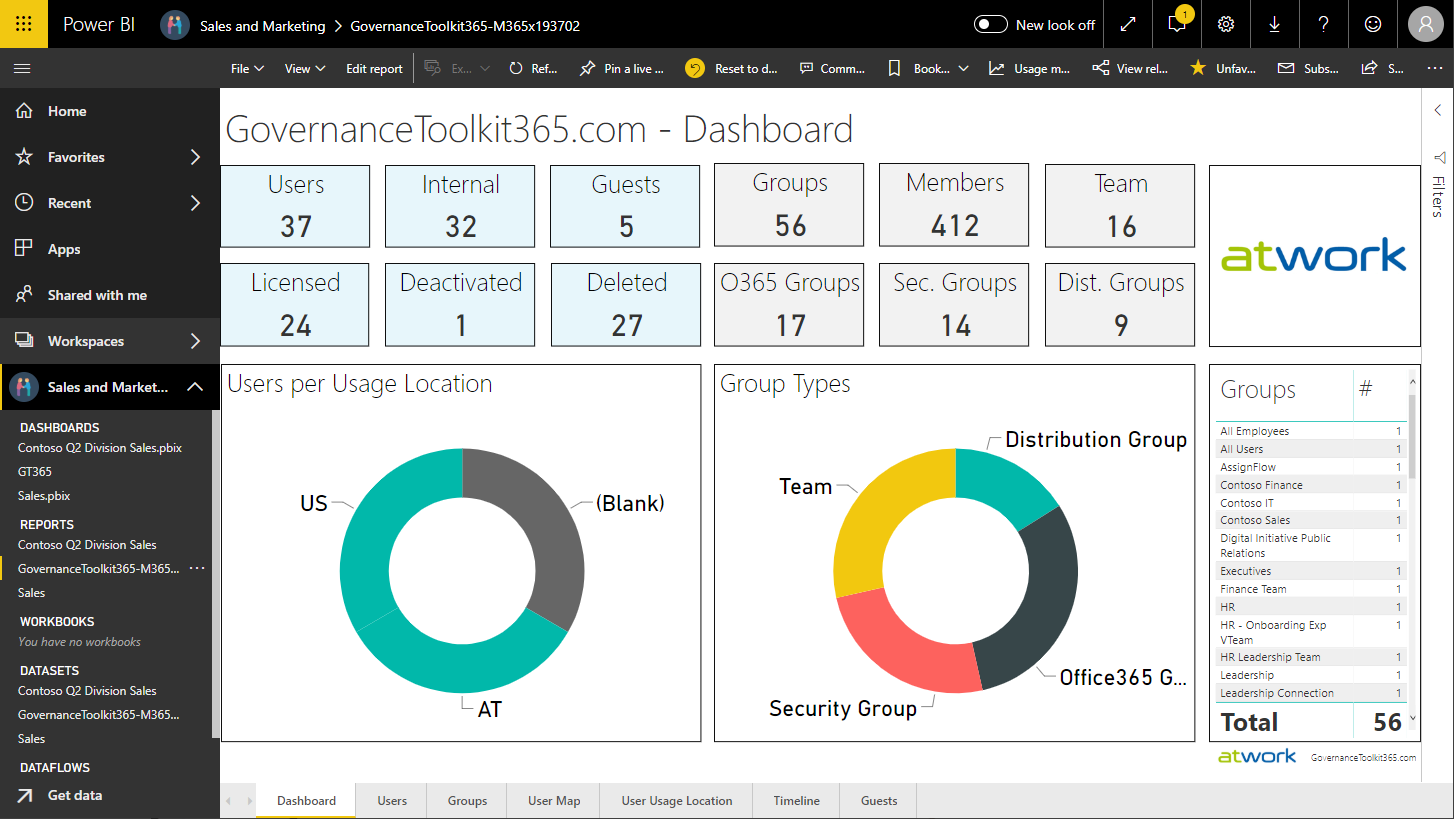 Power BI
Sales and Marketing > GovernanceToolkit365-M365x193702
New look off
1
?
File
View
Edit report
Ex...
Ref...
Pin a live ...
Reset to d...
Comm...
Book...
Usage m...
View rel...
Unfav...
Subs...
S...
...
Home
Favorites
Recent
Apps
Shared with me
Workspaces
Sales and Market...
DASHBOARDS
Contoso Q2 Division Sales.pbix
GT365
Sales.pbix
REPORTS
Contoso Q2 Division Sales
GovernanceToolkit365-M365... ...
Sales
WORKBOOKS
You have no workbooks
DATASETS
Contoso Q2 Division Sales
GovernanceToolkit365-M365...
Sales
DATAFLOWS
Get data
GovernanceToolkit365.com - Dashboard
Users
37
Internal
32
Guests
5
Groups
56
Members
412
Team
16
Licensed
24
Deactivated
1
Deleted
27
O365 Groups
17
Sec. Groups
14
Dist. Groups
9
atwork
Filters
Users per Usage Location
US
(Blank)
AT
Group Types
Distribution Group
Team
Office365 G...
Security Group
Groups #
All Employees 1
All Users 1
AssignFlow 1
Contoso Finance 1
Contoso IT 1
Contoso Sales 1
Digital Initiative Public 1
Relations
Executives 1
Finance Team 1
HR 1
HR - Onboarding Exp 1
VTeam
HR Leadership Team 1
Leadership 1
Leadership Connection 1
Total 56
atwork GovernanceToolkit365.com
Dashboard
Users
Groups
User Map
User Usage Location
Timeline
Guests